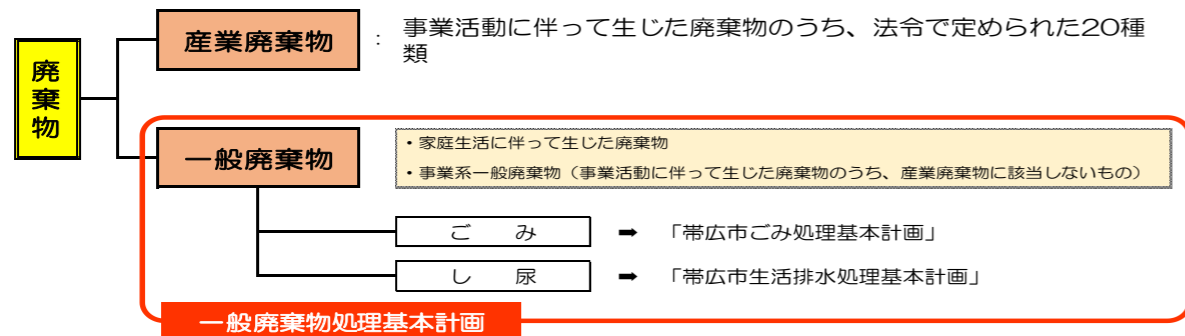 廃棄物
産業廃棄物
: 事業活動に伴って生じた廃棄物のうち、法令で定められた20種
類
一般廃棄物
・家庭生活に伴って生じた廃棄物
・事業系一般廃棄物（事業活動に伴って生じた廃棄物のうち、産業廃棄物に該当しないもの）
ご　み ➡ 「帯広市ごみ処理基本計画」
し　尿 ➡ 「帯広市生活排水処理基本計画」
一般廃棄物処理基本計画